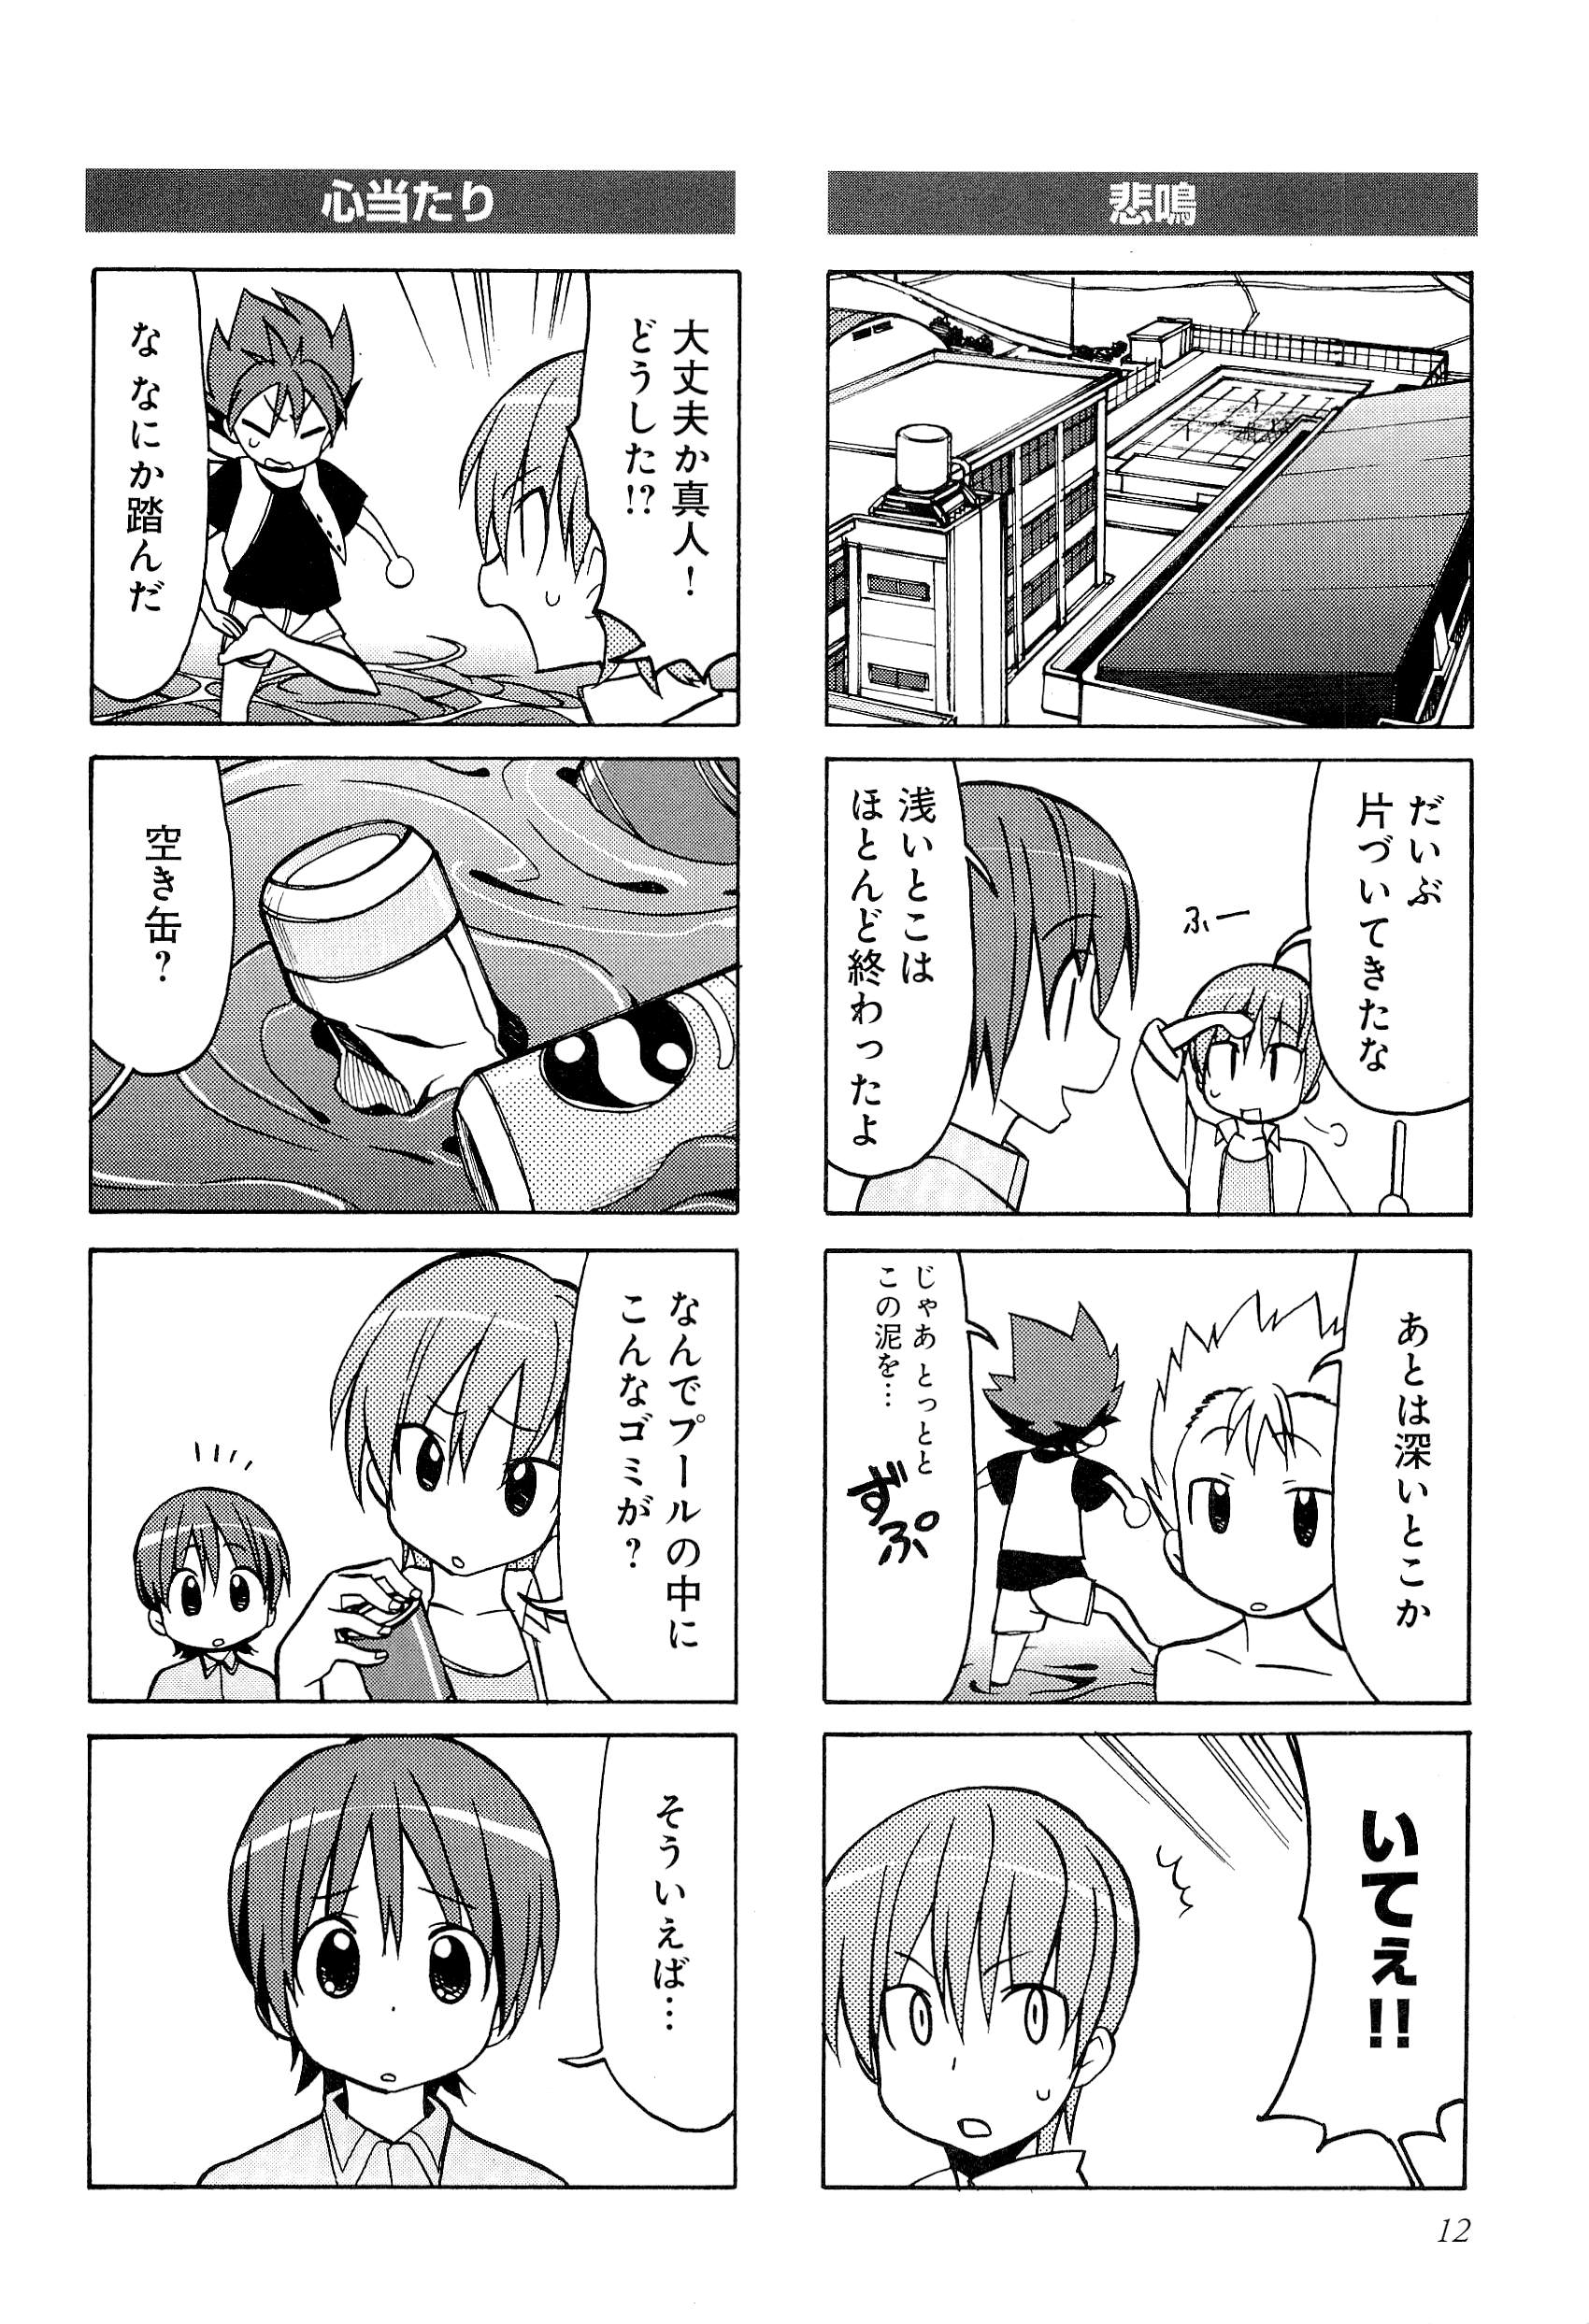 悲鳴
だいぶ
片づいてきたな
ふー
浅いとこは
ほとんど終わったよ
あとは深いとこか
じゃあ とっとと
この泥を…
ずぷ
いてぇ!!
心当たり
大丈夫か真人!
どうした!?
な なにか踏んだ
空き缶?
なんでプールの中に
こんなゴミが?
そういえば…
12